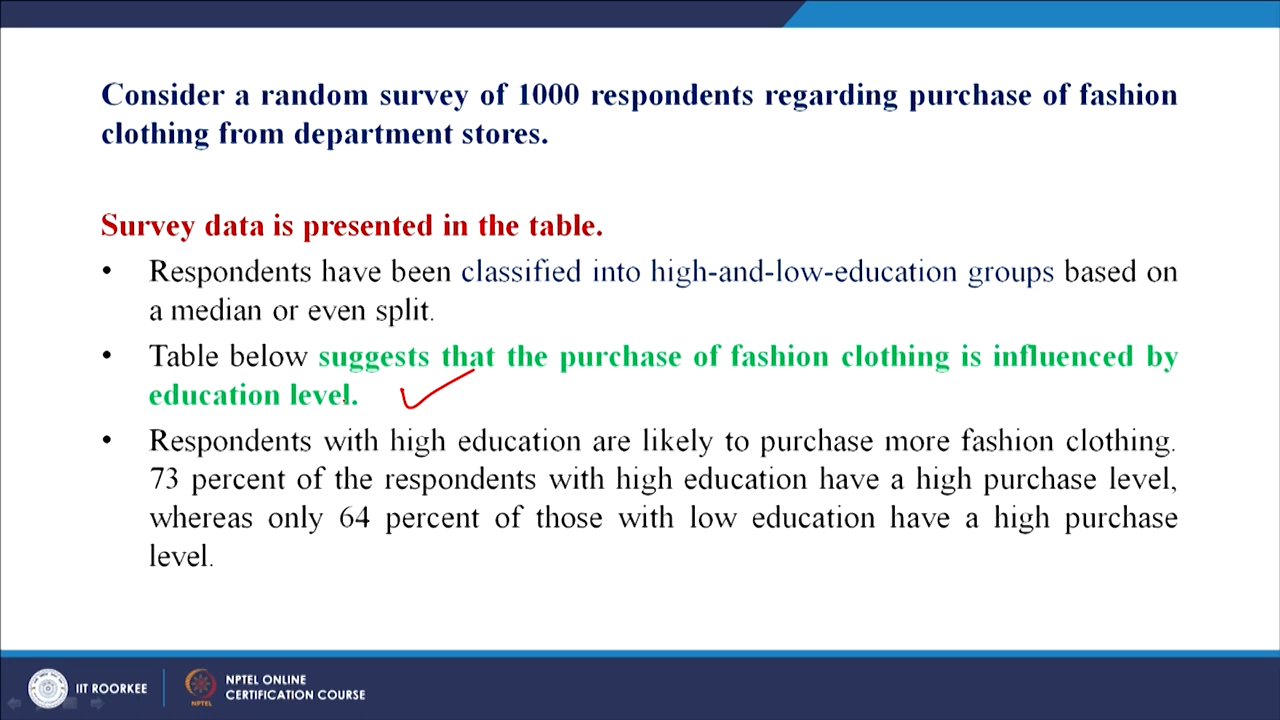 Consider a random survey of 1000 respondents regarding purchase of fashion
clothing from department stores.
Survey data is presented in the table.
• Respondents have been classified into high-and-low-education groups based on
a median or even split.
• Table below suggests that the purchase of fashion clothing is influenced by
education level.
• Respondents with high education are likely to purchase more fashion clothing.
73 percent of the respondents with high education have a high purchase level,
whereas only 64 percent of those with low education have a high purchase
level.
IIT ROORKEE
NPTEL
NPTEL ONLINE
CERTIFICATION COURSE